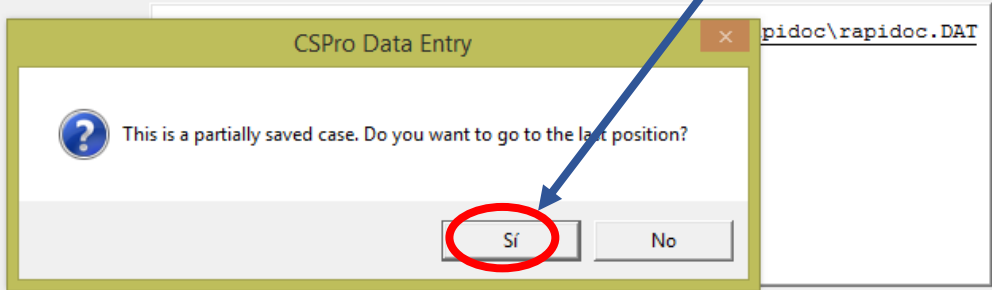 pidoc\rapidoc.DAT
CSPro Data Entry
This is a partially saved case. Do you want to go to the last position?
Sí
No